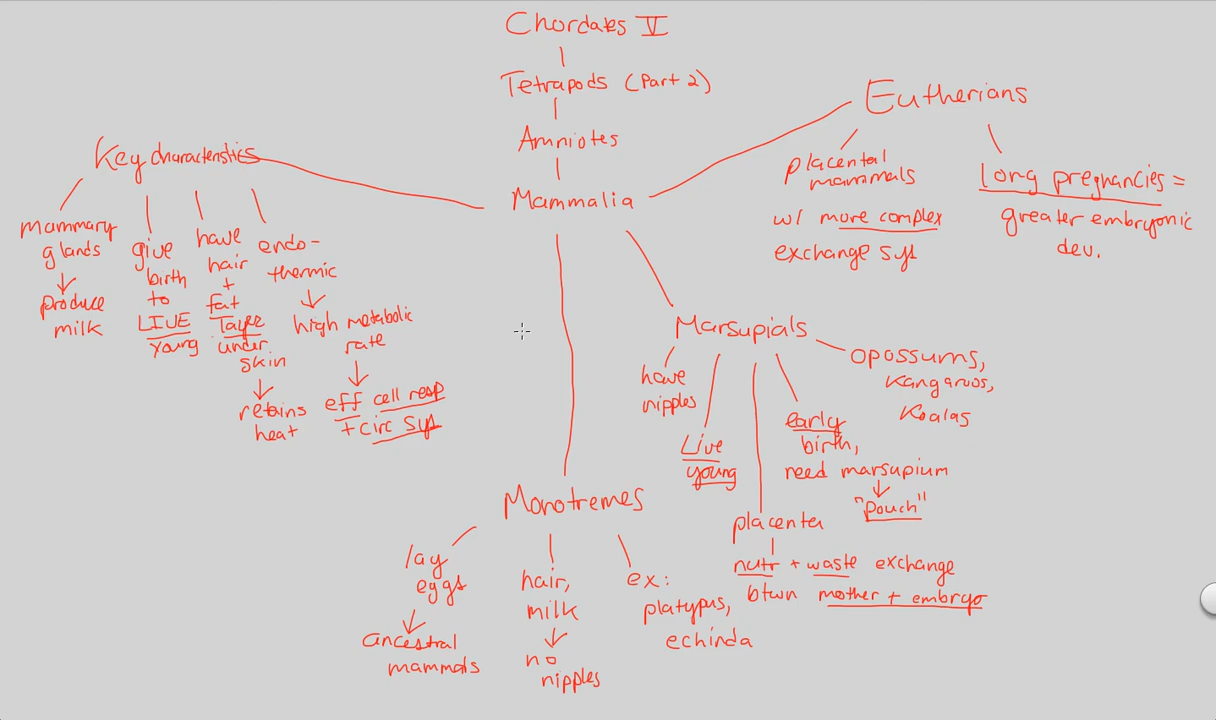 Chordates V
Tetrapods (Part 2)
Amniotes
Mammalia
Key characteristics
mammary
glands
produce
milk
give
birth
to
LIVE
young
have
hair
+
fat
layer
under
skin
retains
heat
endo-
thermic
high metabolic
rate
eff cell resp
+ circ sys
Eutherians
placental
mammals
w/ more complex
exchange sys
long pregnancies =
greater embryonic
dev.
Marsupials
have
nipples
Live
young
placenter
nutr + waste exchange
btwn mother + embryo
early
birth,
need marsupium
"pouch"
opossums,
Kangaroos,
Koalas
Monotremes
lay
eggs
ancestral
mammals
hair,
milk
no
nipples
ex:
platypus,
echinda